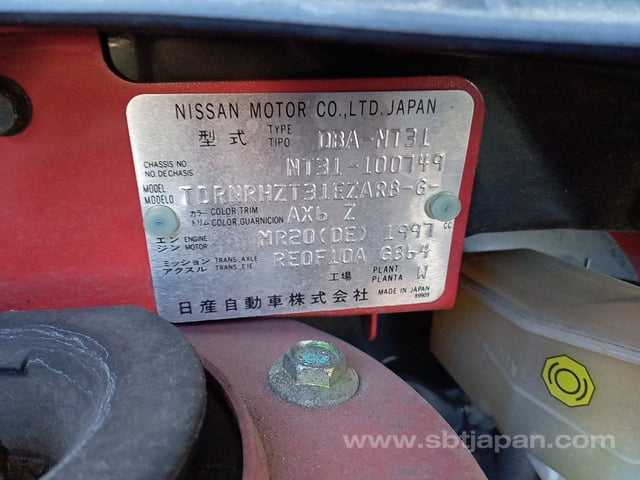 NISSAN MOTOR CO.,LTD.JAPAN
型式 TYPE TIPO DBA-NT31
CHASSIS NO NO.DE CHASIS NT31-100749
MODEL MODELO TDRNRHZT31EZARB-G-
カラー COLOR,TRIM トリム COLOR,GUARNICION AX6 Z
エンジン ENGINE MOTOR MR20(DE) 1997 CC
ミッション アクスル TRANS.,AXLE TRANS.,EJE RE0F10A G364
工場 PLANT PLANTA W
日産自動車株式会社 MADE IN JAPAN
www.sbtjapan.com